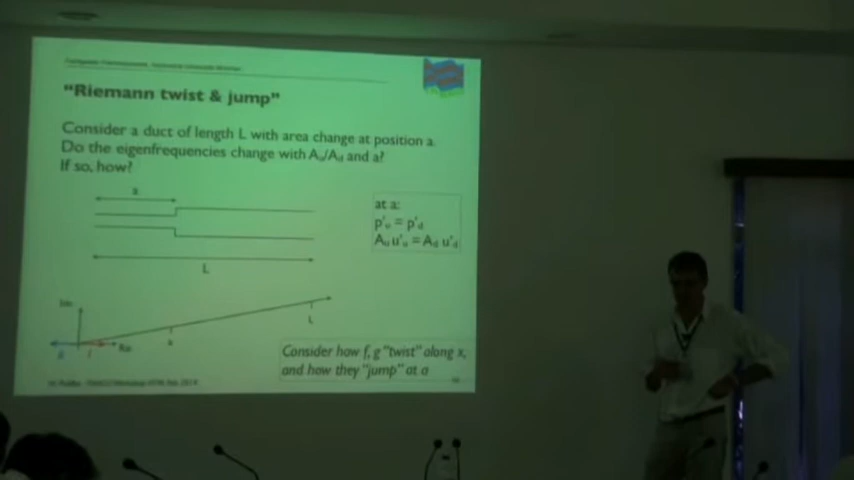 "Riemann twist & jump"
Consider a duct of length L with area change at position a.
Do the eigenfrequencies change with Au/Ad and a?
If so, how?
a
at a:
p'u = p'd
Au u'u = Ad u'd
L
Im
L
a
Re
g
f
Consider how f, g "twist" along x,
and how they "jump" at a